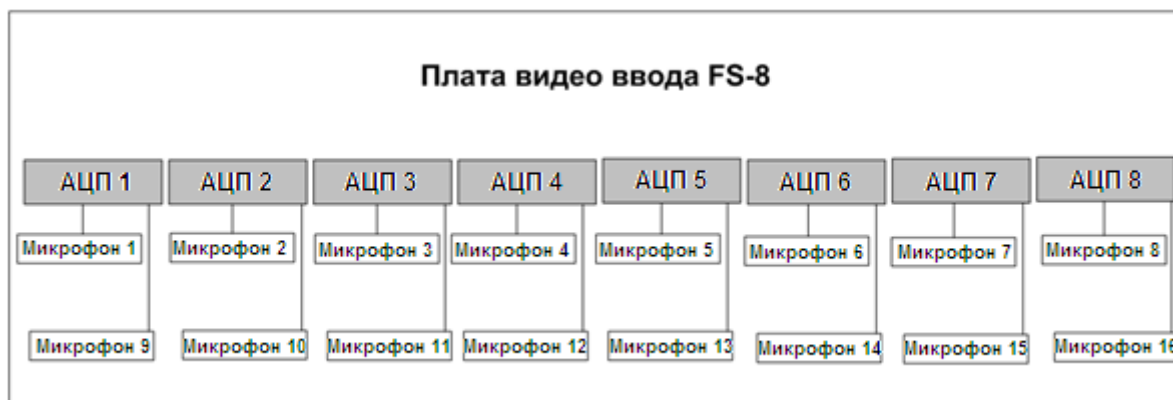 Плата видео ввода FS-8
АЦП 1 АЦП 2 АЦП 3 АЦП 4 АЦП 5 АЦП 6 АЦП 7 АЦП 8
Микрофон 1 Микрофон 2 Микрофон 3 Микрофон 4 Микрофон 5 Микрофон 6 Микрофон 7 Микрофон 8
Микрофон 9 Микрофон 10 Микрофон 11 Микрофон 12 Микрофон 13 Микрофон 14 Микрофон 15 Микрофон 16